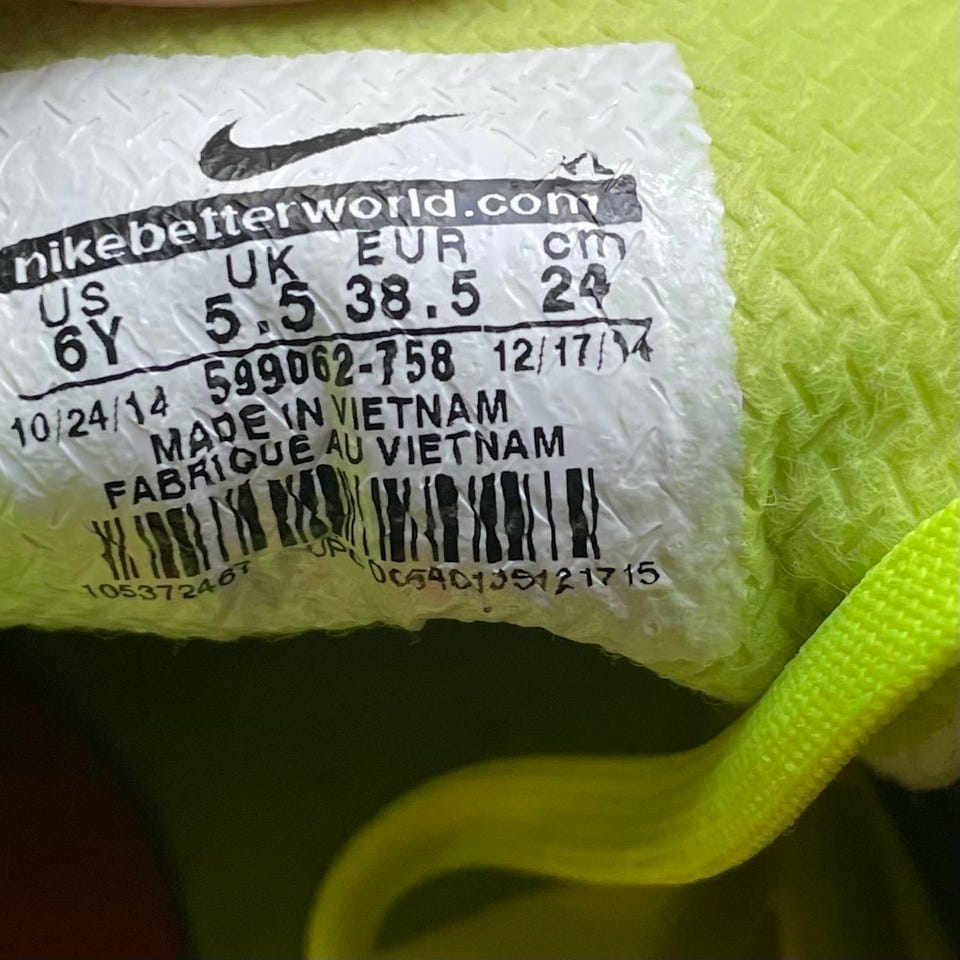 nikebetterworld.com
US UK EUR cm
6Y 5.5 38.5 24
10/24/14 599062-758 12/17/14
MADE IN VIETNAM
FABRIQUE AU VIETNAM